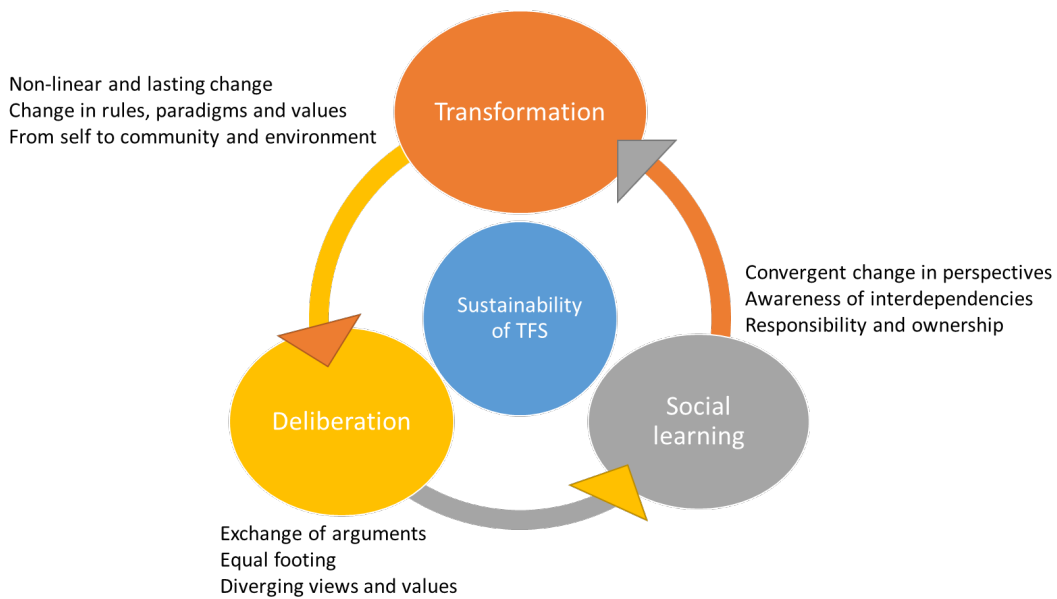 Non-linear and lasting change
Change in rules, paradigms and values
From self to community and environment
Transformation
Sustainability
of TFS
Convergent change in perspectives
Awareness of interdependencies
Responsibility and ownership
Deliberation
Social
learning
Exchange of arguments
Equal footing
Diverging views and values